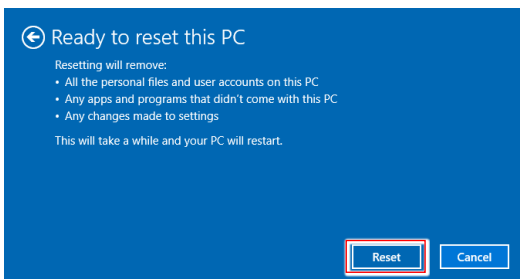 Ready to reset this PC
Resetting will remove:
• All the personal files and user accounts on this PC
• Any apps and programs that didn't come with this PC
• Any changes made to settings
This will take a while and your PC will restart.
Reset Cancel